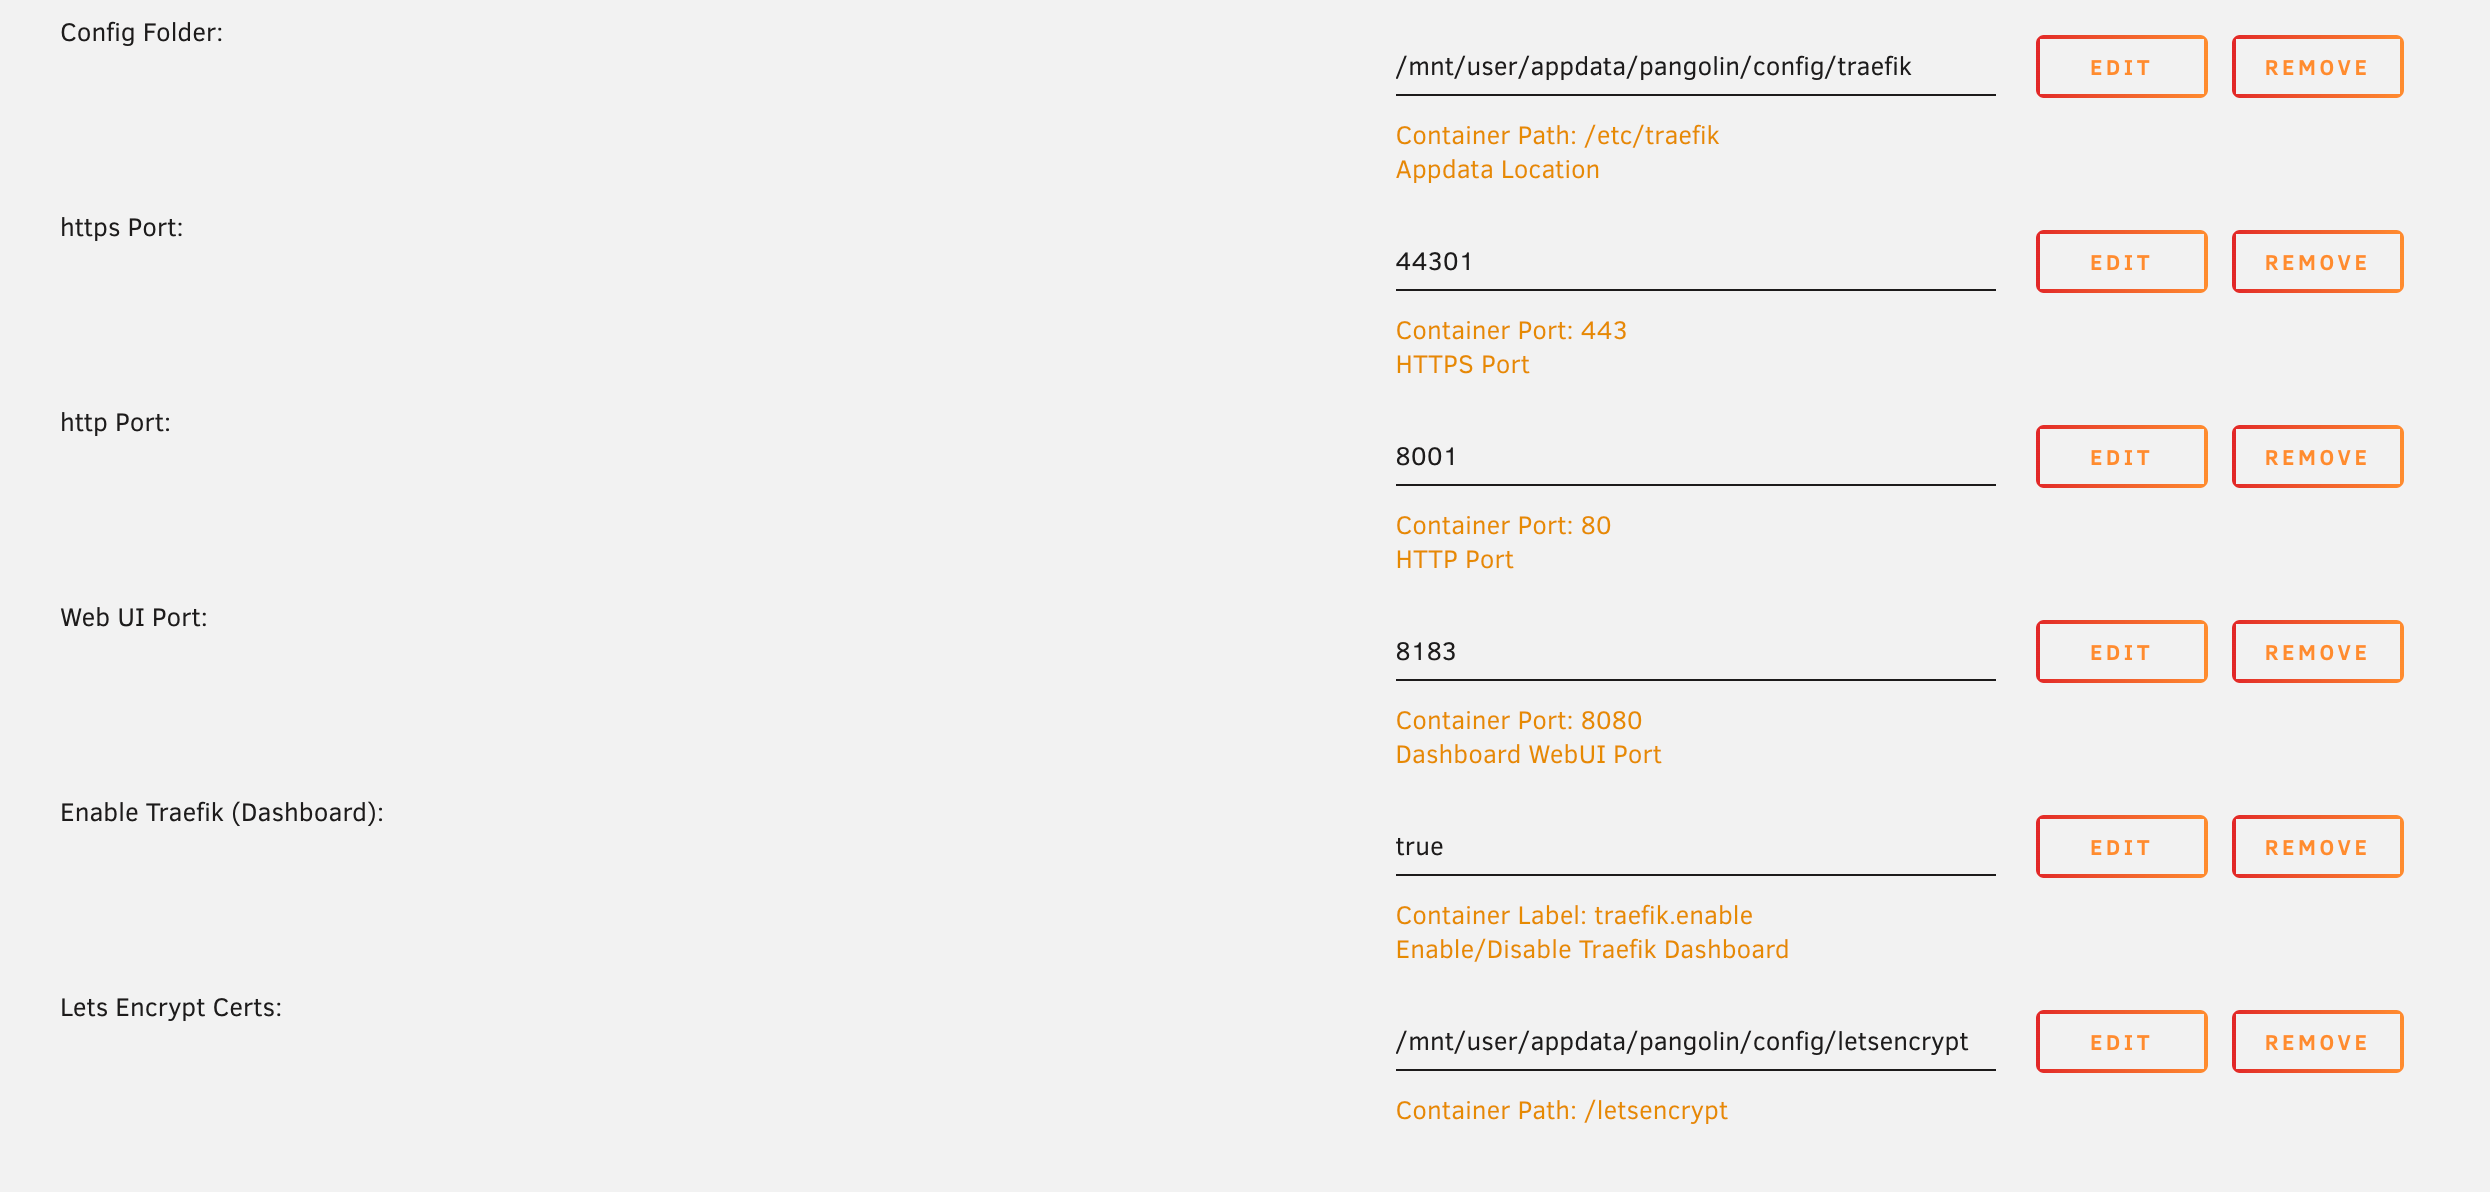 Config Folder:
/mnt/user/appdata/pangolin/config/traefik
EDIT
REMOVE
Container Path: /etc/traefik
Appdata Location
https Port:
44301
EDIT
REMOVE
Container Port: 443
HTTPS Port
http Port:
8001
EDIT
REMOVE
Container Port: 80
HTTP Port
Web UI Port:
8183
EDIT
REMOVE
Container Port: 8080
Dashboard WebUI Port
Enable Traefik (Dashboard):
true
EDIT
REMOVE
Container Label: traefik.enable
Enable/Disable Traefik Dashboard
Lets Encrypt Certs:
/mnt/user/appdata/pangolin/config/letsencrypt
EDIT
REMOVE
Container Path: /letsencrypt